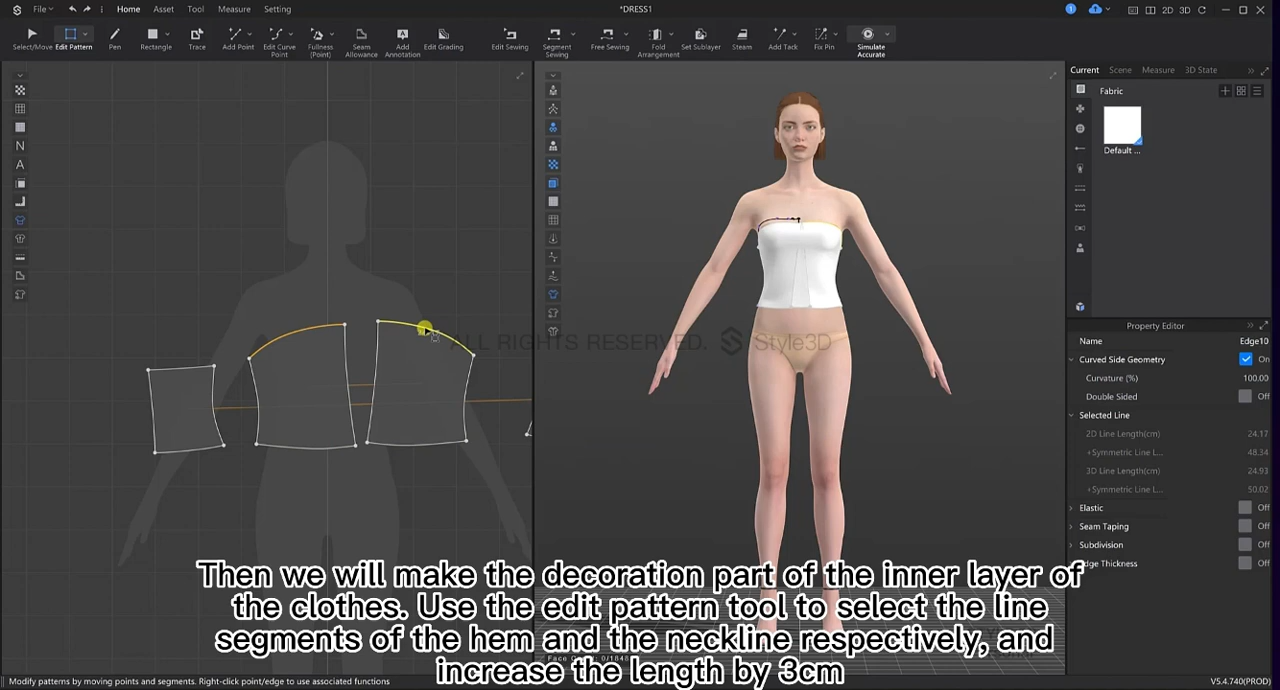 File
Home
Asset
Tool
Measure
Setting
*DRESS1
1
2D
3D
Select/Move
Edit Pattern
Pen
Rectangle
Trace
Add Point
Edit Curve Point
Fullness (Point)
Seam Allowance
Add Annotation
Edit Grading
Edit Sewing
Segment Sewing
Free Sewing
Fold Arrangement
Set Sublayer
Steam
Add Tack
Fix Pin
Simulate Accurate
Current
Scene
Measure
3D State
Fabric
Default ...
N
A
ALL RIGHTS RESERVED.
Style3D
Property Editor
Name Edge10
Curved Side Geometry On
Curvature (%) 100.00
Double Sided Off
Selected Line
2D Line Length(cm) 24.17
+Symmetric Line L... 48.34
3D Line Length(cm) 24.93
+Symmetric Line L... 50.02
Elastic Off
Seam Taping Off
Subdivision Off
dge Thickness Off
Then we will make the decoration part of the inner layer of
the clothes. Use the edit pattern tool to select the line
segments of the hem and the neckline respectively, and
increase the length by 3cm
Modify patterns by moving points and segments. Right-click point/edge to use associated functions
V5.4.740(PROD)